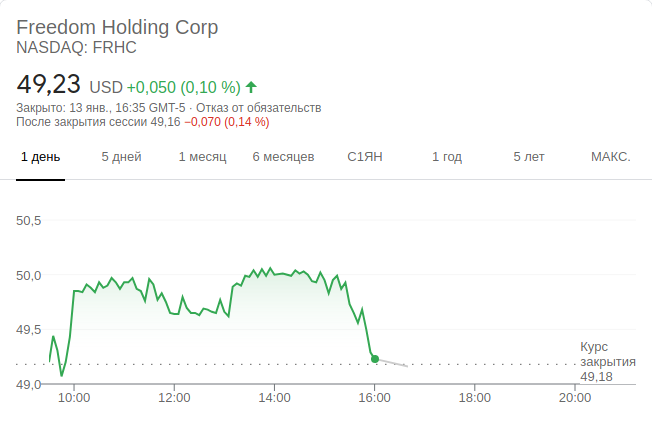 Freedom Holding Corp
NASDAQ: FRHC
49,23 USD +0,050 (0,10 %)
Закрыто: 13 янв., 16:35 GMT-5 · Отказ от обязательств
После закрытия сессии 49,16 −0,070 (0,14 %)
1 день 5 дней 1 месяц 6 месяцев С1ЯН 1 год 5 лет МАКС.
50,5
50,0
49,5
Курс
закрытия
49,18
49,0
10:00 12:00 14:00 16:00 18:00 20:00